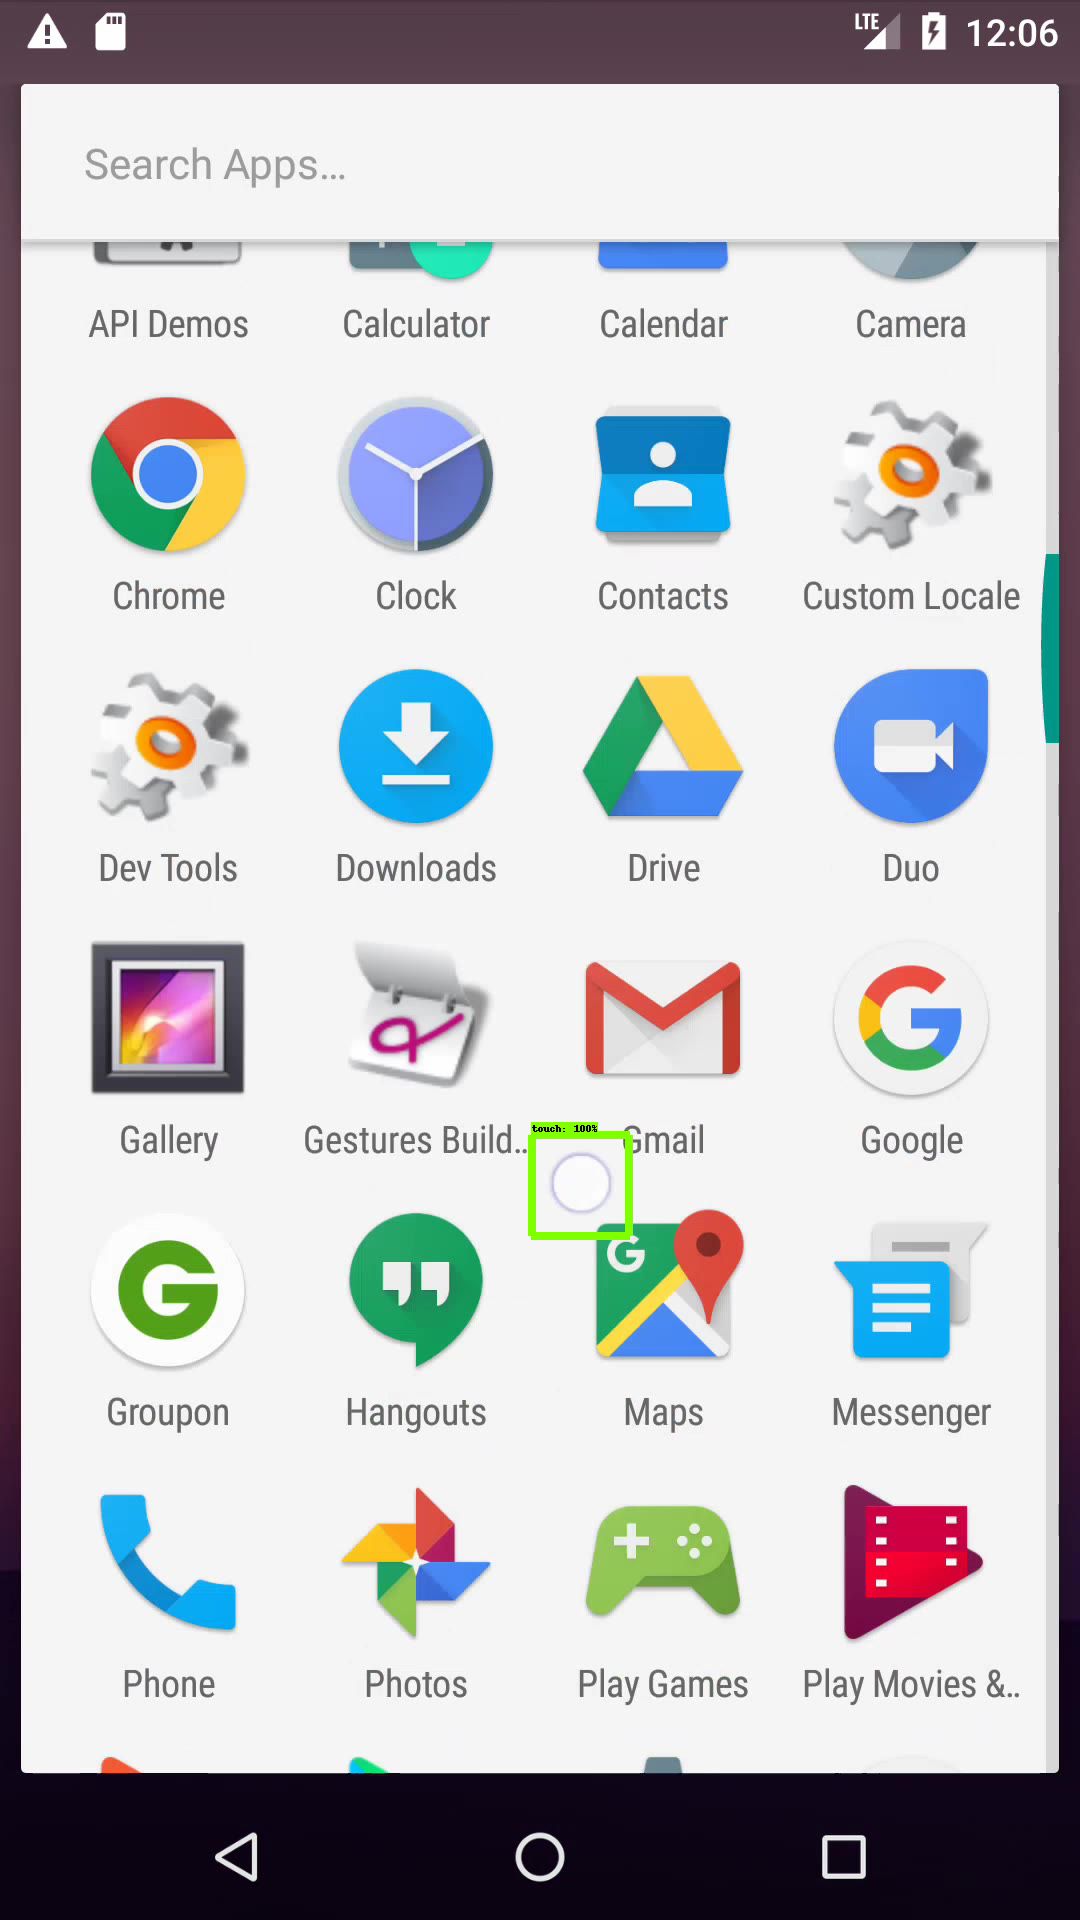 LTE 12:06
Search Apps…
API Demos Calculator Calendar Camera
Chrome Clock Contacts Custom Locale
Dev Tools Downloads Drive Duo
Gallery Gestures Build.. Gmail Google
touch: 100%
Groupon Hangouts Maps Messenger
Phone Photos Play Games Play Movies &..